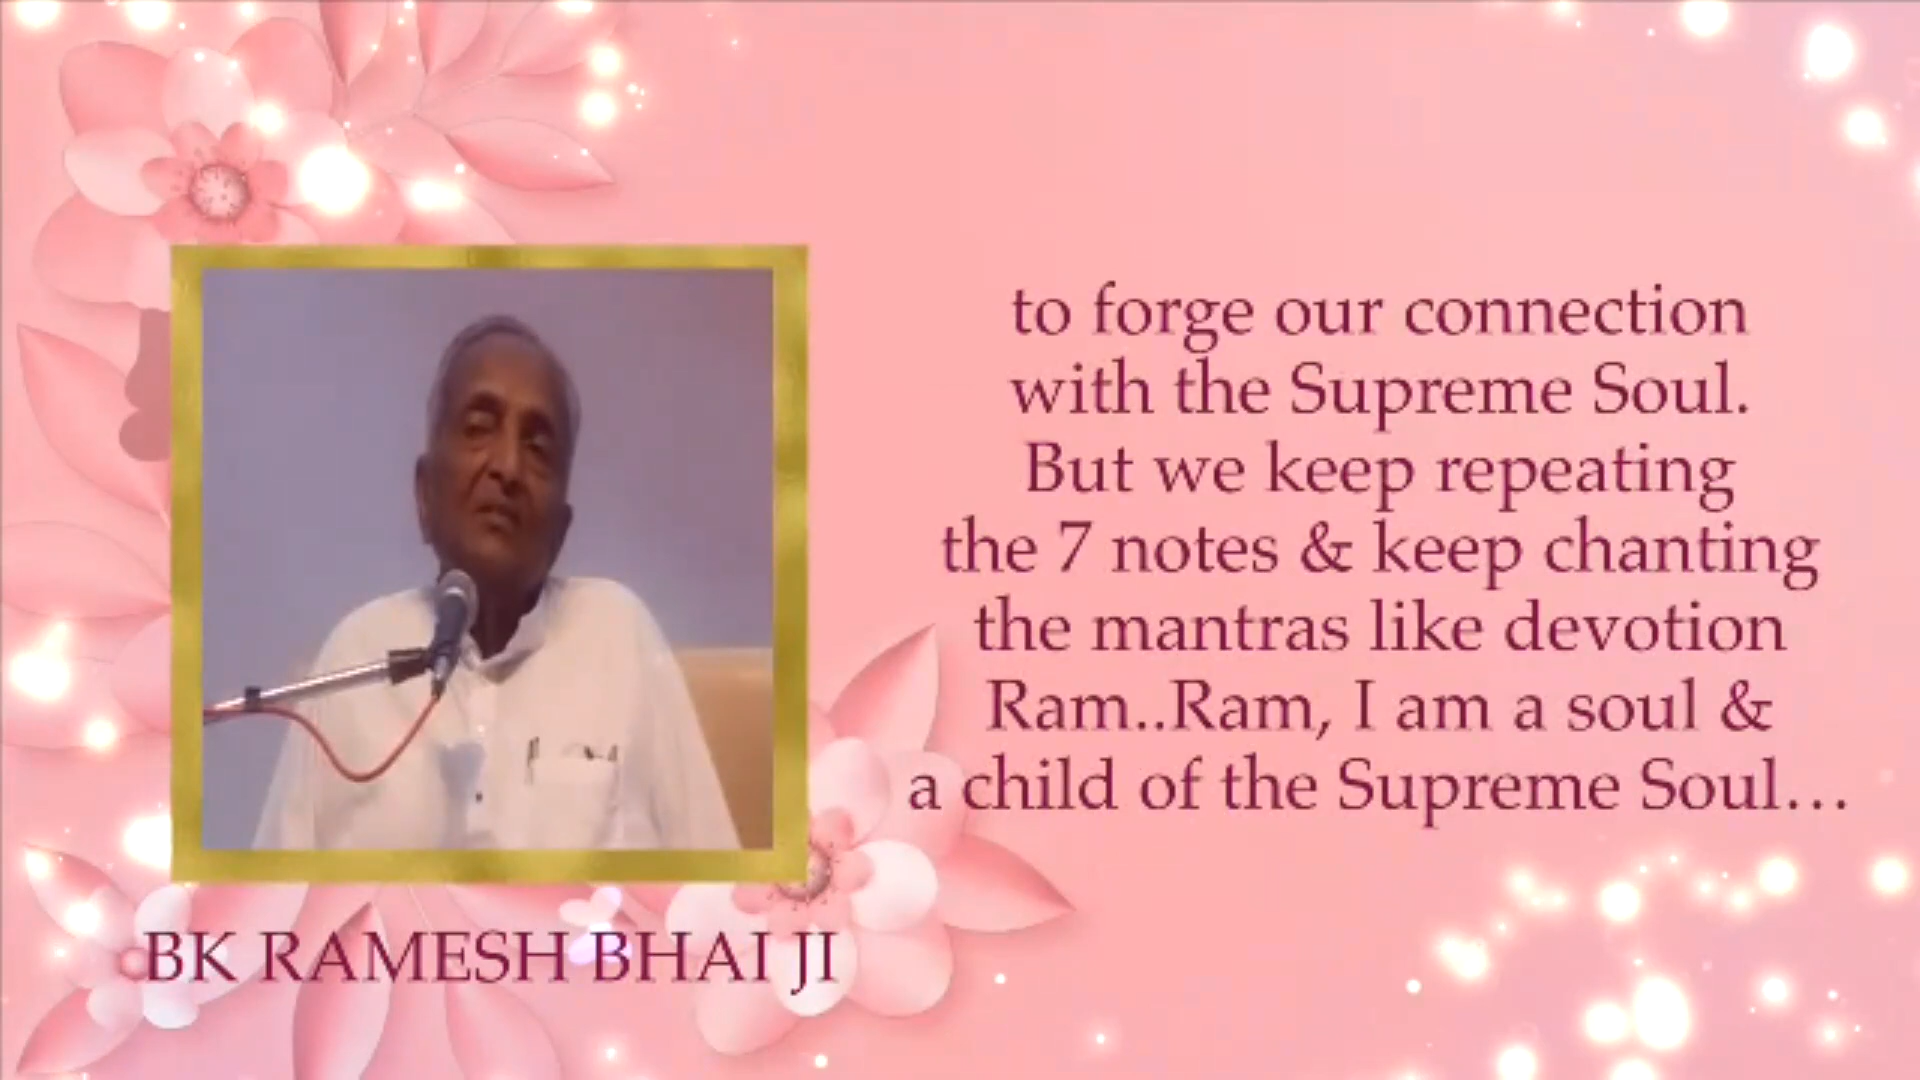 to forge our connection
with the Supreme Soul.
But we keep repeating
the 7 notes & keep chanting
the mantras like devotion
Ram..Ram, I am a soul &
a child of the Supreme Soul...
BK RAMESH BHAI JI